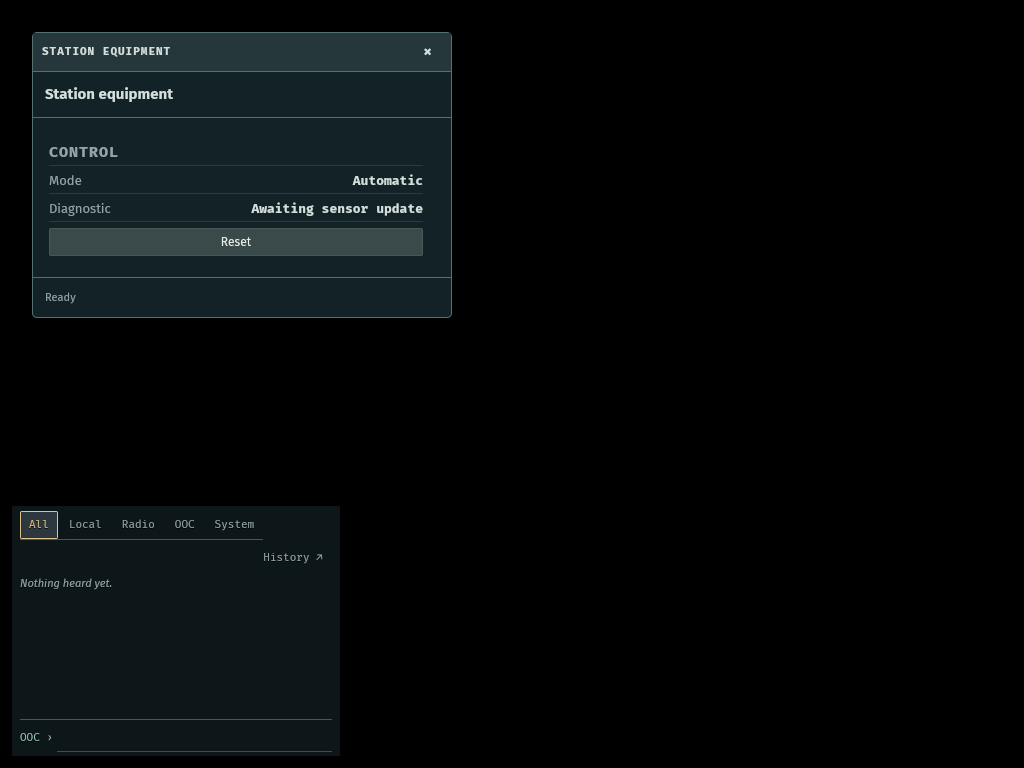 STATION EQUIPMENT ✖
Station equipment
CONTROL
Mode Automatic
Diagnostic Awaiting sensor update
Reset
Ready
All Local Radio OOC System
History ↗
Nothing heard yet.
OOC ›